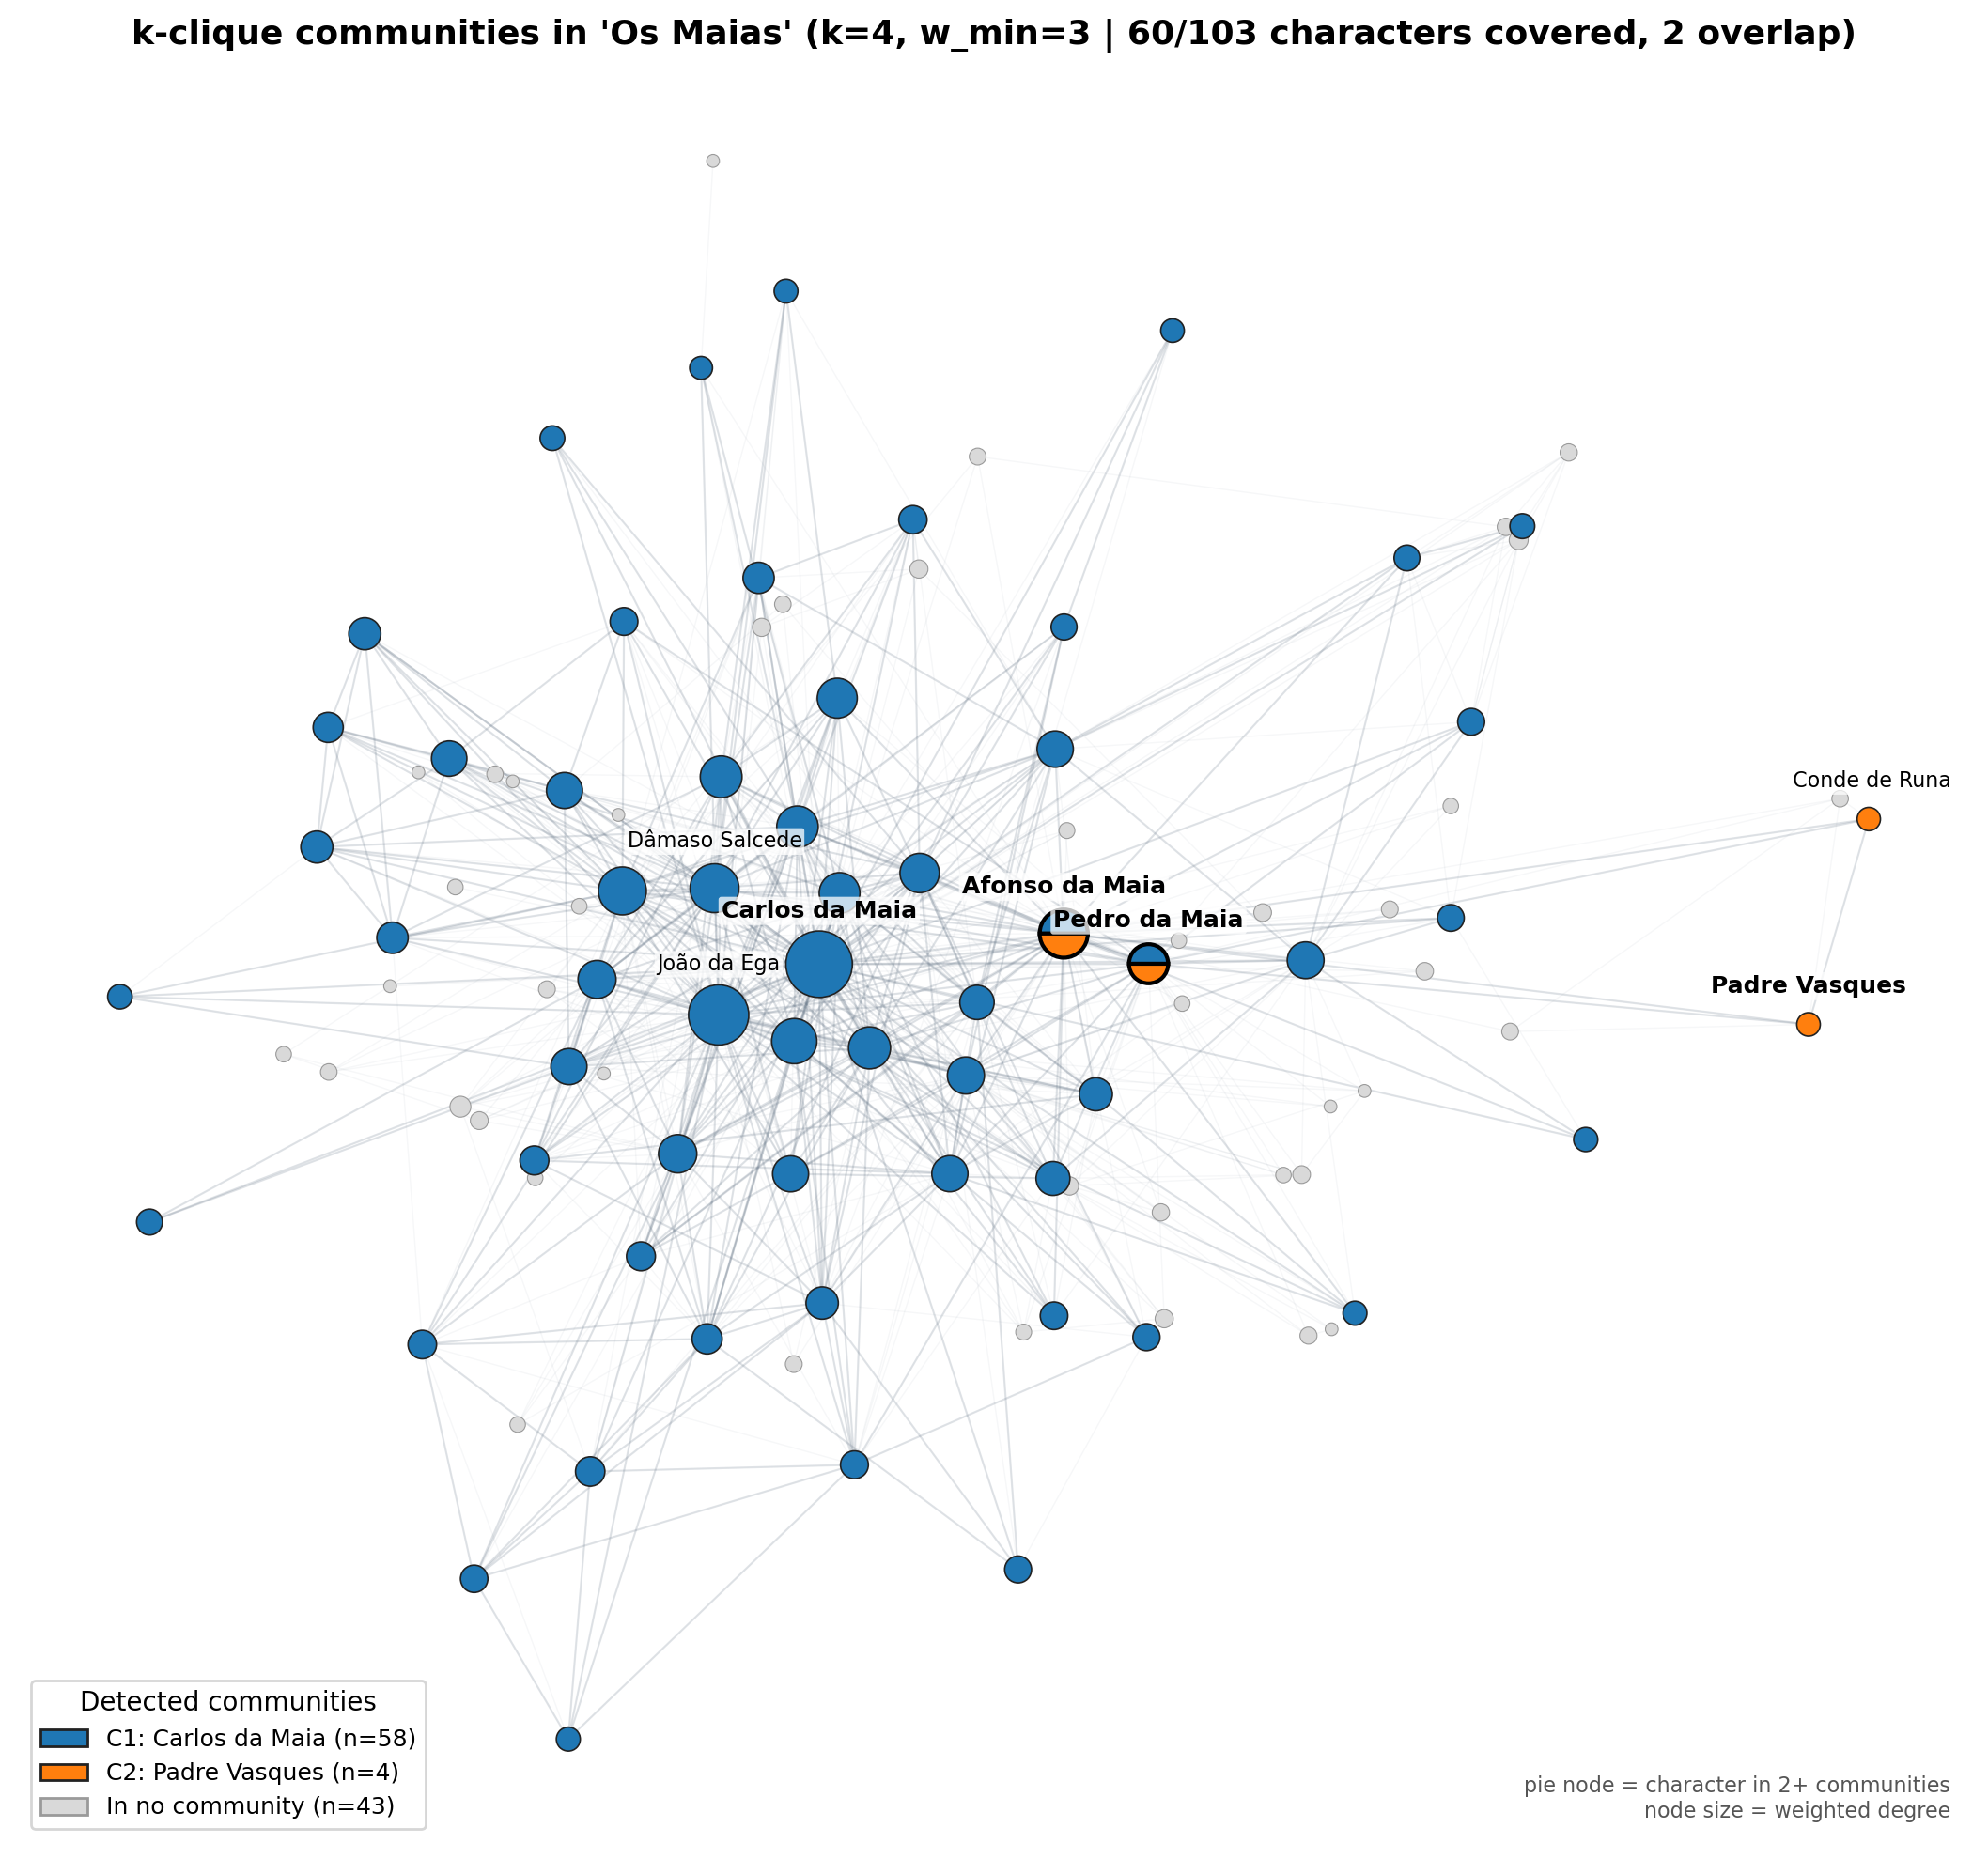 k-clique communities in 'Os Maias' (k=4, w_min=3 | 60/103 characters covered, 2 overlap)
Conde de Runa
Dâmaso Salcede
Afonso da Maia
Carlos da Maia
Pedro da Maia
João da Ega
Padre Vasques
Detected communities
C1: Carlos da Maia (n=58)
C2: Padre Vasques (n=4)
In no community (n=43)
pie node = character in 2+ communities
node size = weighted degree